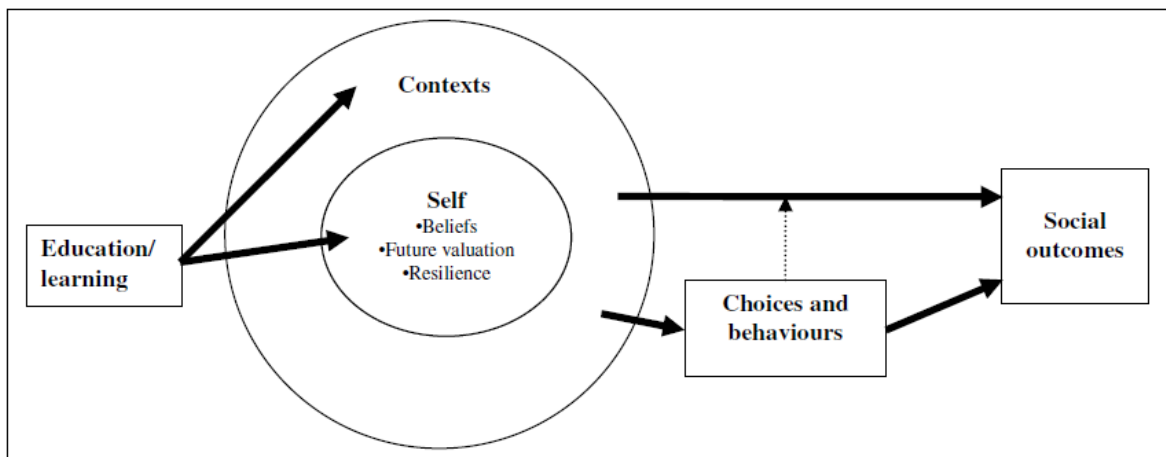 Contexts
Self
•Beliefs
•Future valuation
•Resilience
Education/
learning
Social
outcomes
Choices and
behaviours